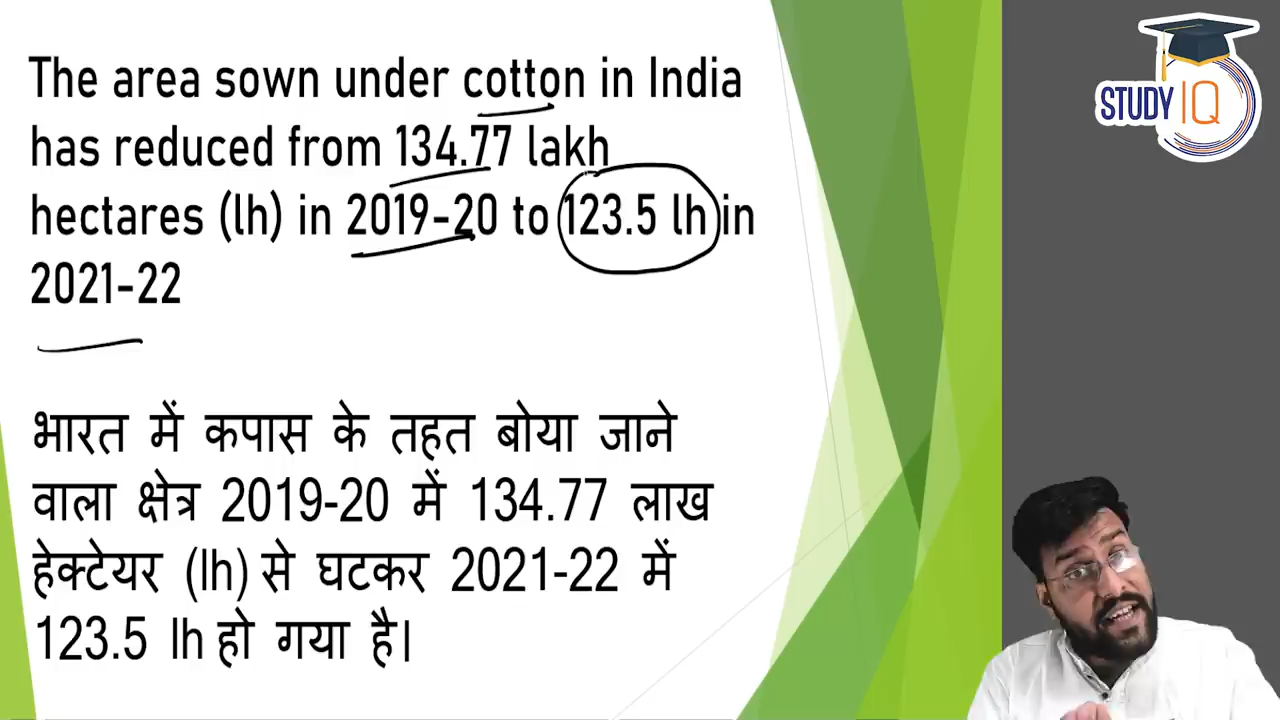 The area sown under cotton in India
has reduced from 134.77 lakh
hectares (lh) in 2019-20 to 123.5 lh in
2021-22
भारत में कपास के तहत बोया जाने
वाला क्षेत्र 2019-20 में 134.77 लाख
हेक्टेयर (lh) से घटकर 2021-22 में
123.5 lh हो गया है।
STUDY IQ